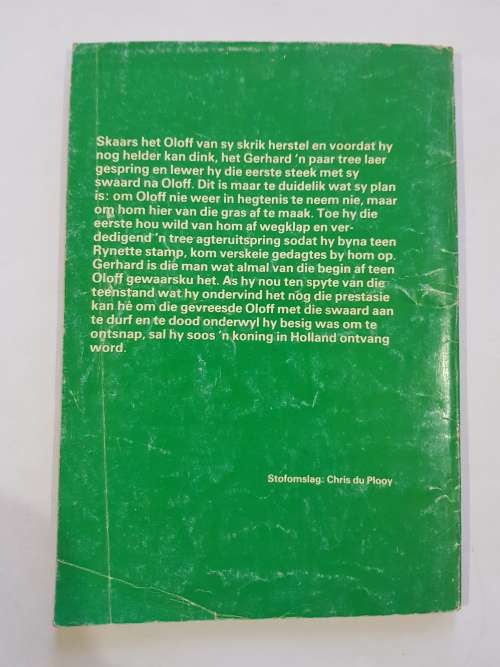 Skaars het Oloff van sy skrik herstel en voordat hy
nog helder kan dink, het Gerhard 'n paar tree laer
gespring en lewer hy die eerste steek met sy
swaard na Oloff. Dit is maar te duidelik wat sy plan
is: om Oloff nie weer in hegtenis te neem nie, maar
om hom hier van die gras af te maak. Toe hy die
eerste hou wild van hom af wegklap en ver-
dedigend 'n tree agteruitspring sodat hy byna teen
Rynette stamp, kom verskeie gedagtes by hom op.
Gerhard is die man wat almal van die begin af teen
Oloff gewaarsku het. As hy nou ten spyte van die
teenstand wat hy ondervind het nog die prestasie
kan hê om die gevreesde Oloff met die swaard aan
te durf en te dood onderwyl hy besig was om te
ontsnap, sal hy soos 'n koning in Holland ontvang
word.
Stofomslag: Chris du Plooy